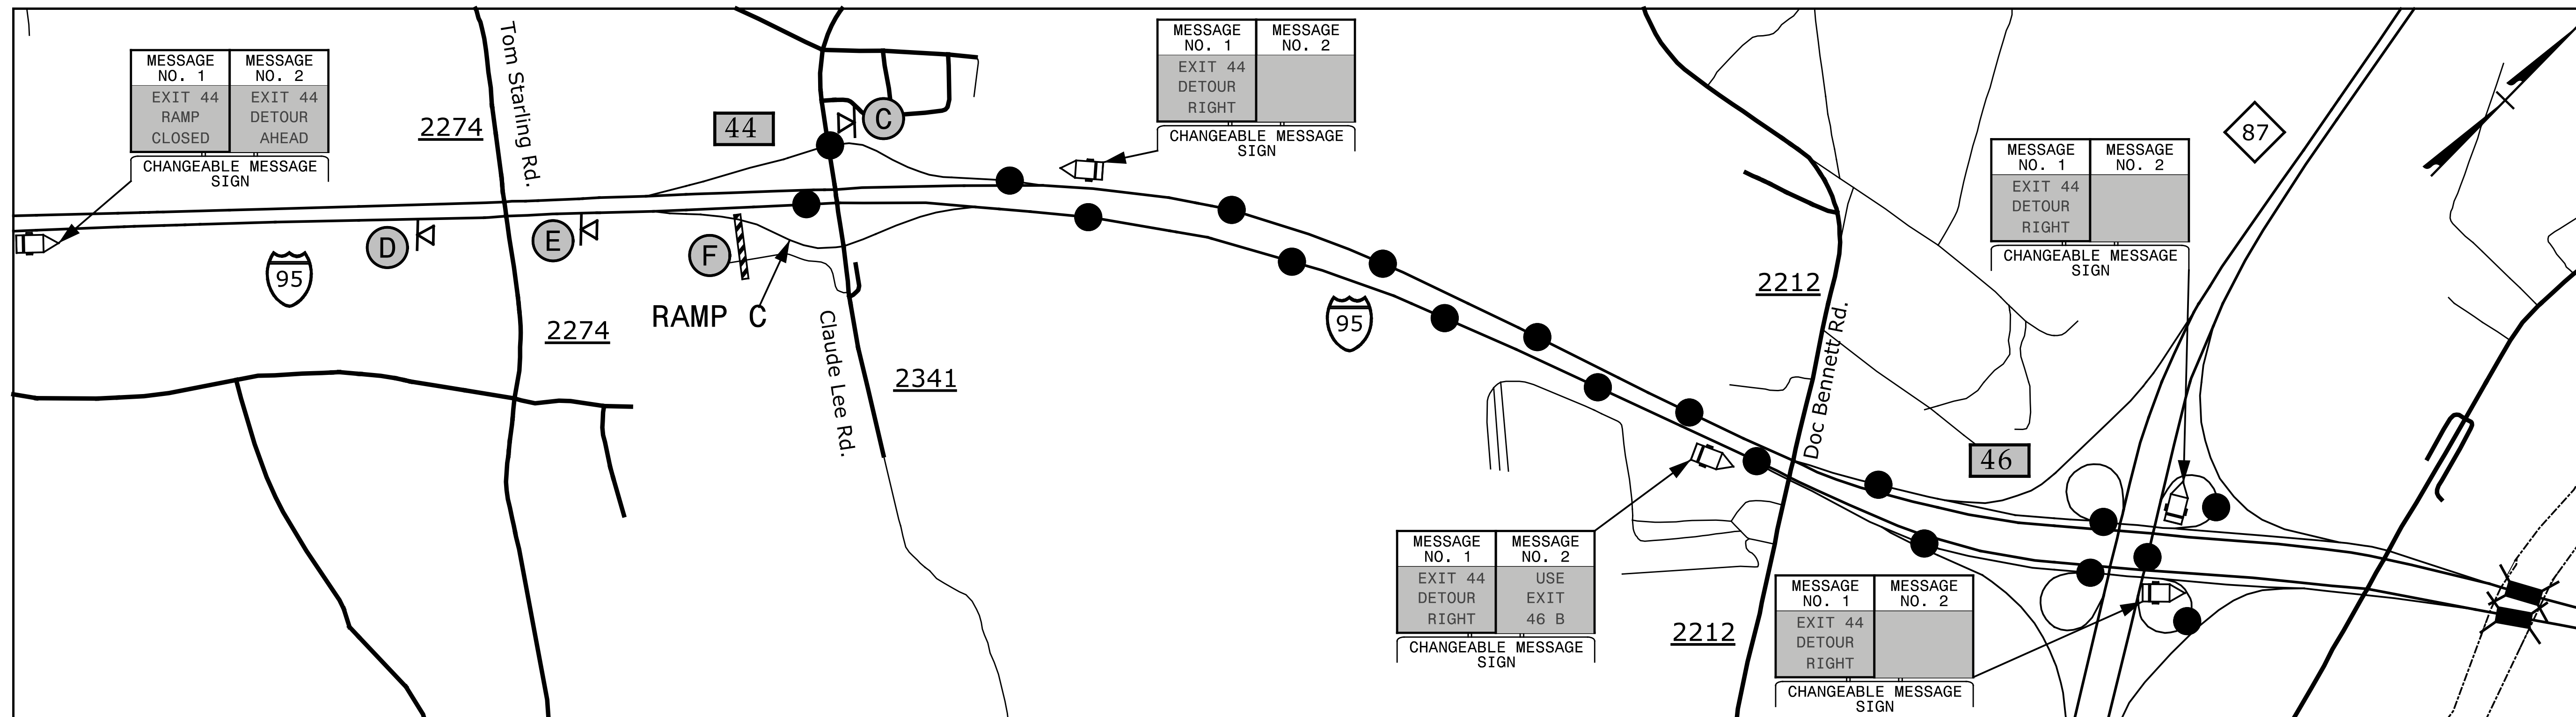 MESSAGE NO. 1
MESSAGE NO. 2
EXIT 44
RAMP
CLOSED
EXIT 44
DETOUR
AHEAD
CHANGEABLE MESSAGE
SIGN
2274
Tom Starling Rd.
44
C
MESSAGE NO. 1
MESSAGE NO. 2
EXIT 44
DETOUR
RIGHT
CHANGEABLE MESSAGE
SIGN
87
MESSAGE NO. 1
MESSAGE NO. 2
EXIT 44
DETOUR
RIGHT
CHANGEABLE MESSAGE
SIGN
D
E
F
95
RAMP C
2274
Claude Lee Rd.
2341
95
2212
Doc Bennett Rd.
46
MESSAGE NO. 1
MESSAGE NO. 2
EXIT 44
DETOUR
RIGHT
USE
EXIT
46 B
CHANGEABLE MESSAGE
SIGN
2212
MESSAGE NO. 1
MESSAGE NO. 2
EXIT 44
DETOUR
RIGHT
CHANGEABLE MESSAGE
SIGN